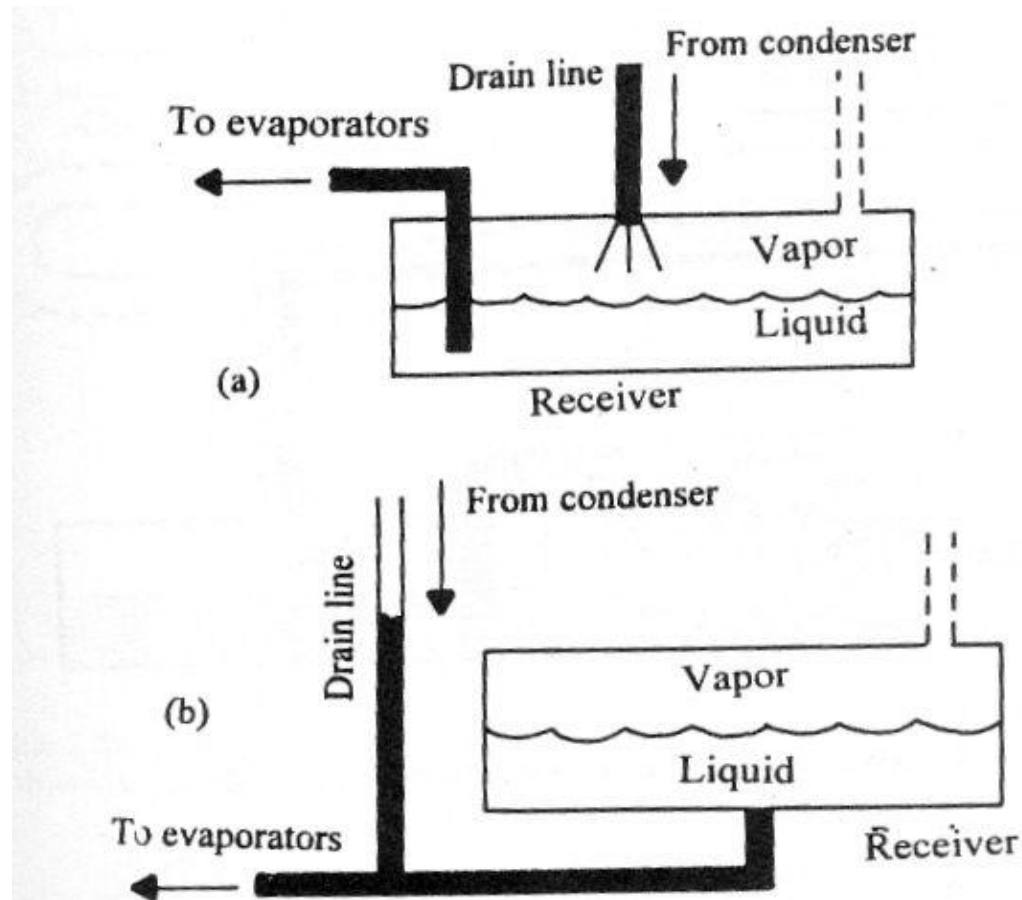 From condenser
Drain line
To evaporators
Vapor
Liquid
(a)
Receiver
From condenser
Drain line
Vapor
(b)
Liquid
To evaporators
Receiver